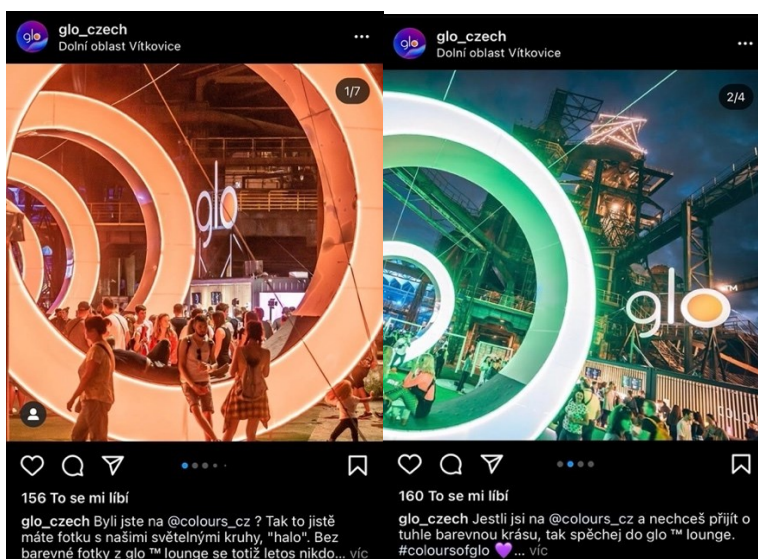 glo
glo_czech
Dolní oblast Vítkovice
1/7
glo
156 To se mi líbí
glo_czech Byli jste na @colours_cz ? Tak to jistě
máte fotku s našimi světelnými kruhy, "halo". Bez
barevné fotky z glo ™ lounge se totiž letos nikdo... víc
glo
glo_czech
Dolní oblast Vítkovice
2/4
glo™
160 To se mi líbí
glo_czech Jestli jsi na @colours_cz a nechceš přijít o
tuhle barevnou krásu, tak spěchej do glo ™ lounge.
#coloursofglo 💜... víc